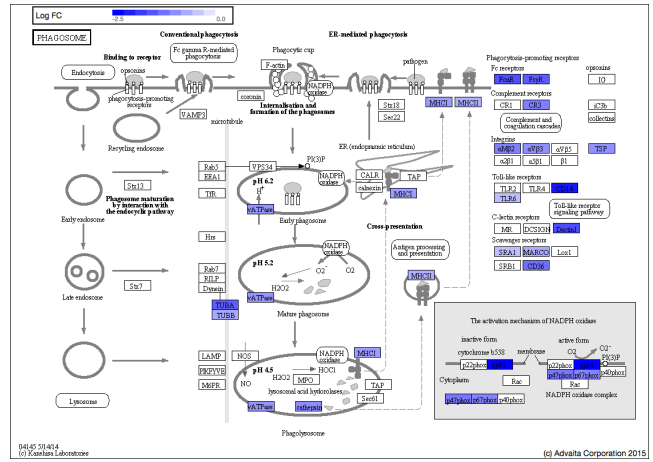 Log FC
-2.5
0.0
PHAGOSOME
Conventional phagocytosis
ER-mediated phagocytosis
Binding to receptor
Fc gamma R-mediated
phagocytosis
Phagocytic cup
F-actin
Endocytosis
opsonins
phagocytosis-promoting
receptors
NADPH
oxidase
pathogen
coronin
Internalisation and
formation of the phagosomes
MHCI
MHCII
VAMP3
microtubule
Recycling endosome
Stx18
Sec22
ER (endoplasmic reticulum)
Phagocytosis-promoting receptors
Fc receptors
opsonins
FcαR
FcγR
IG
Complement receptors
CR1
CR3
iC3b
Complement and
coagulation cascades
collectins
Integrins
αMβ2
αVβ3
αVβ5
TSP
α2β1
α5β1
β1
Toll-like receptors
TLR2
TLR4
CD14
TLR6
Toll-like receptor
signaling pathway
C-lectin receptors
MR
DCSIGN
Dectin1
Scavenger receptors
SRA1
MARCO
Lox1
SRB1
CD36
Rab5
EEA1
VPS34
PI(3)P
Stx13
TfR
Phagosome maturation
by interaction with
the endocytic pathway
Early endosome
pH 6.2
H+
NADPH
oxidase
vATPase
Early phagosome
CALR
calnexin
TAP
MHCI
Cross-presentation
Antigen processing
and presentation
MHCII
Hrs
Rab7
RILP
Dynein
Stx7
Late endosome
TUBA
TUBB
pH 5.2
NADPH
oxidase
O2-
O2
H2O2
vATPase
Mature phagosome
LAMP
PIKFYVE
M6PR
Lysosome
NOS
NO
pH 4.5
NADPH
oxidase
HOCl
H2O2
MPO
MHCI
lysosomal acid hydrolases
TAP
Sec61
vATPase
cathepsin
Phagolysosome
The activation mechanism of NADPH oxidase
inactive form
active form
cytochrome b558
membrane
O2
O2-
PI(3)P
p22phox
p22phox
p40phox
p47phox
p67phox
Rac
Rac
Cytoplasm
p47phox
p67phox
p40phox
NADPH oxidase complex
04145 5/14/14
(c) Kanehisa Laboratories
(c) Advaita Corporation 2015